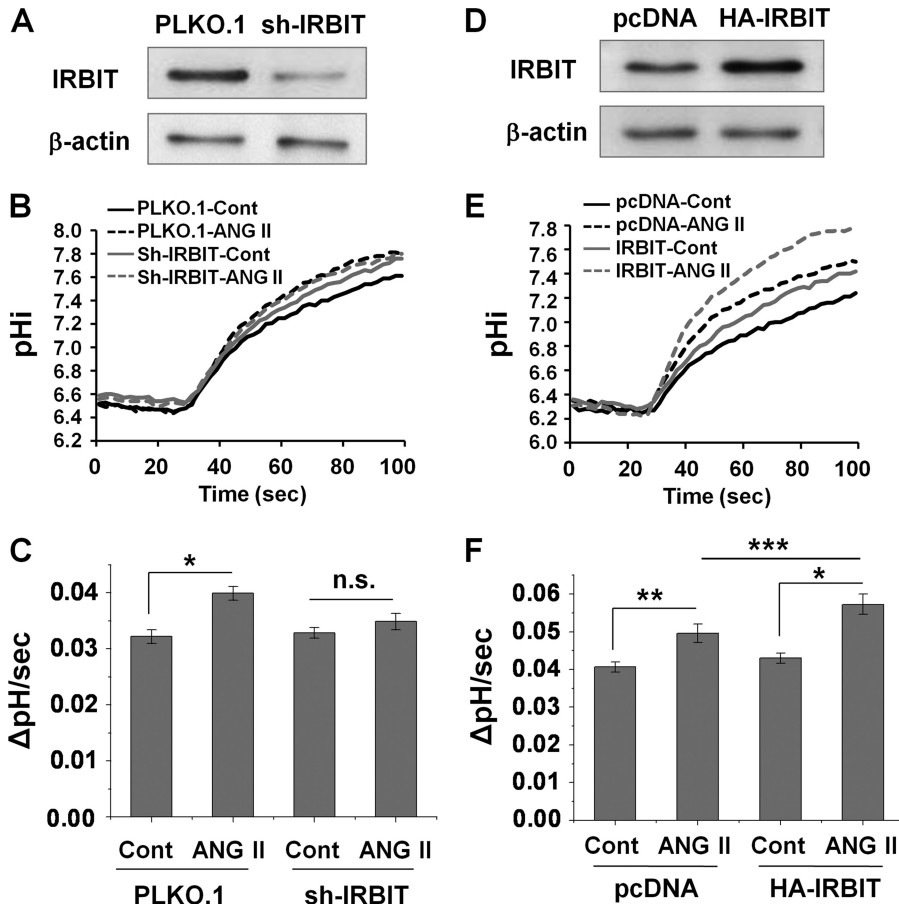 A
PLKO.1 sh-IRBIT
IRBIT
β-actin
B
PLKO.1-Cont
PLKO.1-ANG II
Sh-IRBIT-Cont
Sh-IRBIT-ANG II
pHi
8.0
7.8
7.6
7.4
7.2
7.0
6.8
6.6
6.4
6.2
0 20 40 60 80 100
Time (sec)
C
ΔpH/sec
0.04
0.03
0.02
0.01
0.00
*
n.s.
Cont ANG II Cont ANG II
PLKO.1 sh-IRBIT
D
pcDNA HA-IRBIT
IRBIT
β-actin
E
pcDNA-Cont
pcDNA-ANG II
IRBIT-Cont
IRBIT-ANG II
pHi
7.8
7.6
7.4
7.2
7.0
6.8
6.6
6.4
6.2
6.0
0 20 40 60 80 100
Time (sec)
F
ΔpH/sec
0.06
0.05
0.04
0.03
0.02
0.01
0.00
***
**
*
Cont ANG II Cont ANG II
pcDNA HA-IRBIT